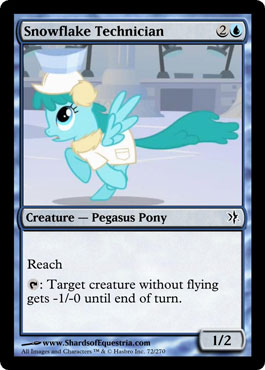 Snowflake Technician 2
Creature — Pegasus Pony
Reach
: Target creature without flying
gets -1/-0 until end of turn.
1/2
www.ShardsofEquestria.com
All Images and Characters ™ & © Hasbro Inc. 72/270